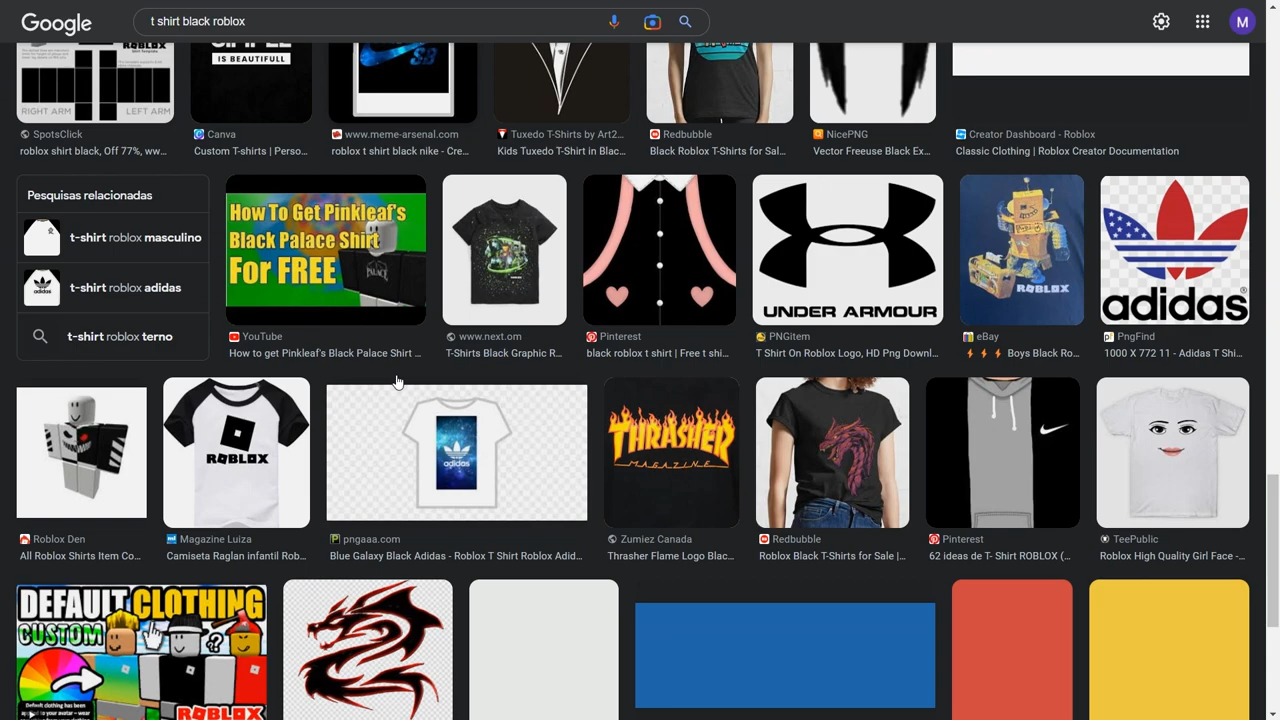 Google
t shirt black roblox
M
RIGHT ARM
LEFT ARM
IS BEAUTIFULL
SB
SpotsClick
roblox shirt black, Off 77%, ww...
Canva
Custom T-shirts | Perso...
www.meme-arsenal.com
roblox t shirt black nike - Cre...
Tuxedo T-Shirts by Art2...
Kids Tuxedo T-Shirt in Blac...
Redbubble
Black Roblox T-Shirts for Sal...
NicePNG
Vector Freeuse Black Ex...
Creator Dashboard - Roblox
Classic Clothing | Roblox Creator Documentation
Pesquisas relacionadas
t-shirt roblox masculino
t-shirt roblox adidas
t-shirt roblox terno
How To Get Pinkleaf's
Black Palace Shirt
For FREE
PALACE
YouTube
How to get Pinkleaf's Black Palace Shirt ...
www.next.om
T-Shirts Black Graphic R...
Pinterest
black roblox t shirt | Free t shi...
UNDER ARMOUR
PNGitem
T Shirt On Roblox Logo, HD Png Downl...
ROBLOX
eBay
Boys Black Ro...
adidas
PngFind
1000 X 772 11 - Adidas T Shi...
Roblox Den
All Roblox Shirts Item Co...
ROBLOX
Magazine Luiza
Camiseta Raglan infantil Rob...
adidas
pngaaa.com
Blue Galaxy Black Adidas - Roblox T Shirt Roblox Adid...
THRASHER
MAGAZINE
Zumiez Canada
Thrasher Flame Logo Blac...
Redbubble
Roblox Black T-Shirts for Sale |...
Pinterest
62 ideas de T- Shirt ROBLOX (...
TeePublic
Roblox High Quality Girl Face -...
DEFAULT CLOTHING
CUSTOM
ROBLOX